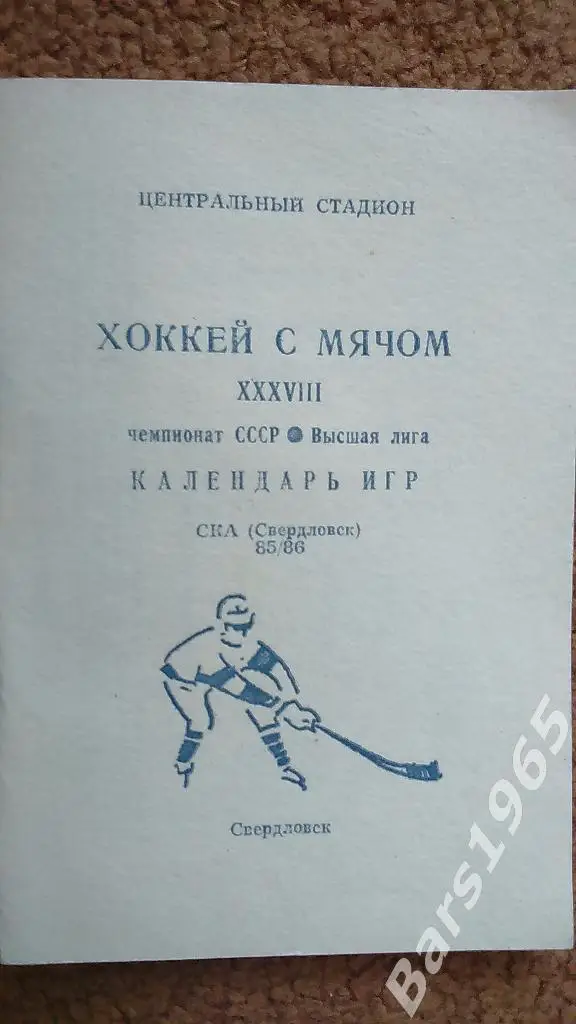 ЦЕНТРАЛЬНЫЙ СТАДИОН
ХОККЕЙ С МЯЧОМ
XXXVIII
чемпионат СССР ● Высшая лига
КАЛЕНДАРЬ ИГР
СКА (Свердловск)
85/86
Свердловск
Bars1965